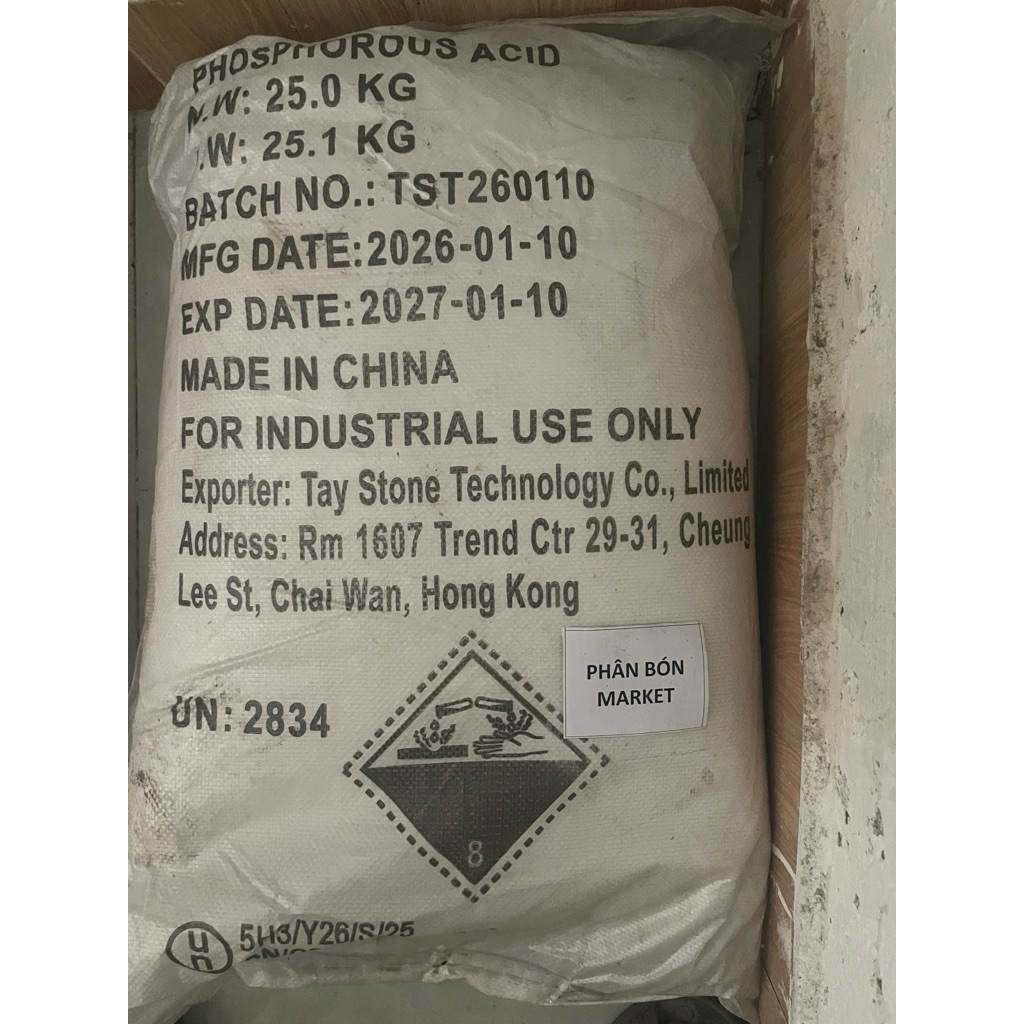 PHOSPHOROUS ACID
N.W: 25.0 KG
.W: 25.1 KG
BATCH NO.: TST260110
MFG DATE:2026-01-10
EXP DATE:2027-01-10
MADE IN CHINA
FOR INDUSTRIAL USE ONLY
Exporter: Tay Stone Technology Co., Limited
Address: Rm 1607 Trend Ctr 29-31, Cheung
Lee St, Chai Wan, Hong Kong
PHÂN BÓN
MARKET
UN: 2834
8
un
5H3/Y26/S/25